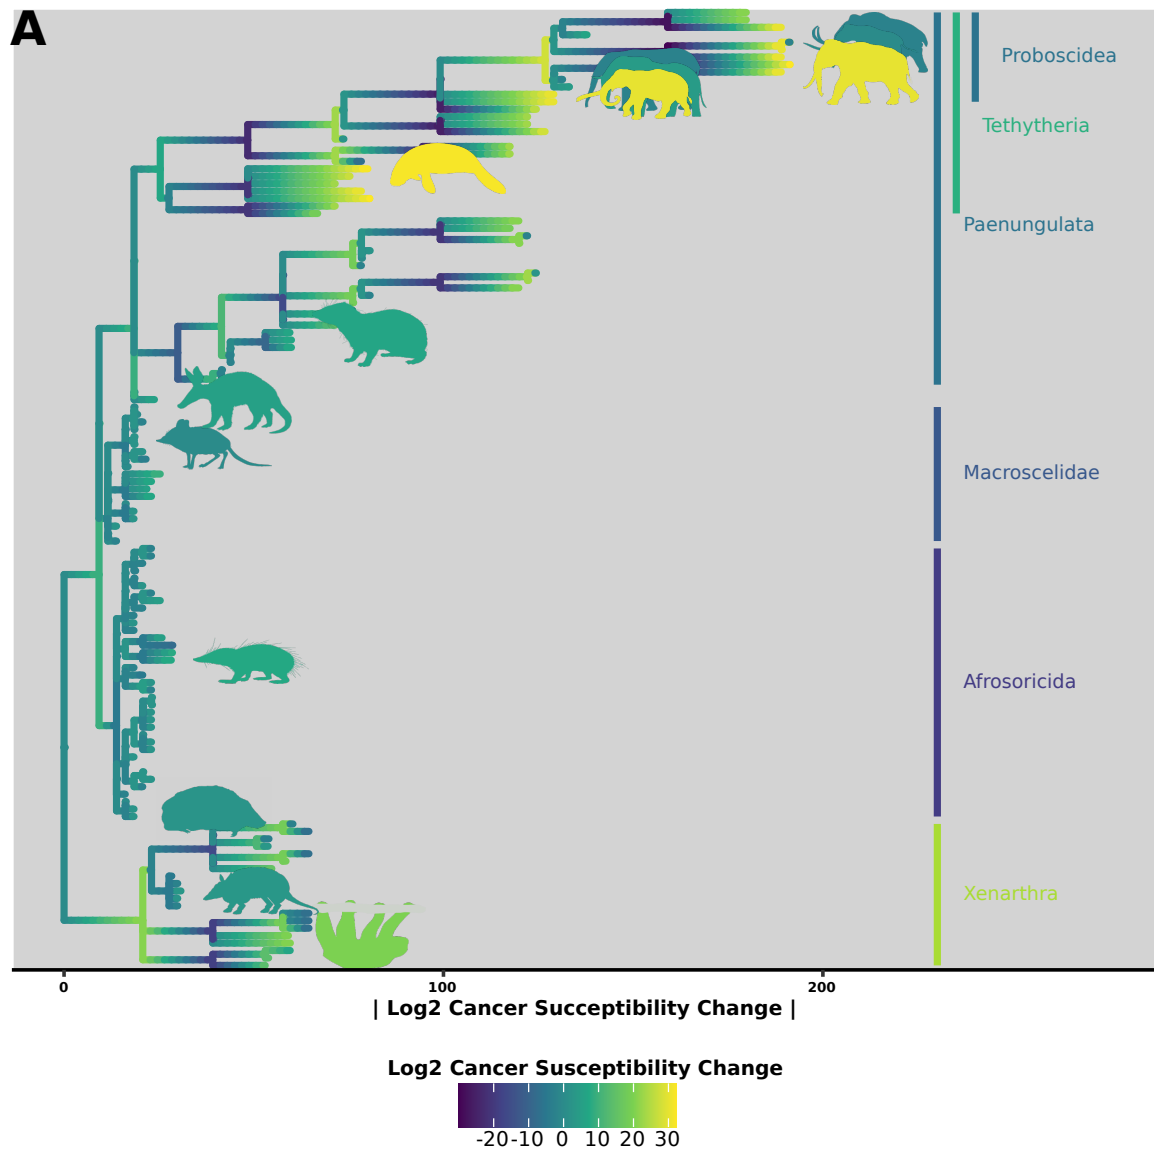 A
Proboscidea
Tethytheria
Paenungulata
Macroscelidae
Afrosoricida
Xenarthra
0 100 200
| Log2 Cancer Succeptibility Change |
Log2 Cancer Susceptibility Change
-20 -10 0 10 20 30